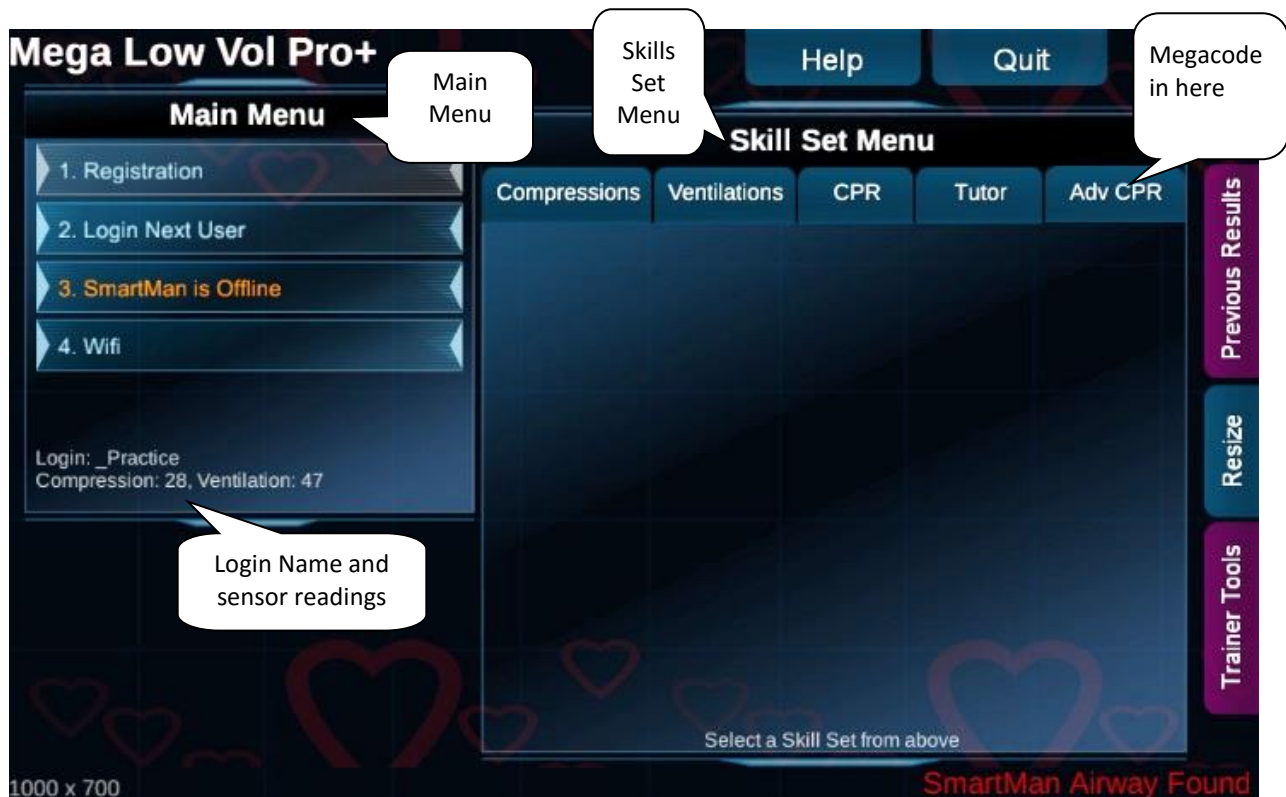 Mega Low Vol Pro+
Main
Menu
Skills
Set
Menu
Help
Quit
Megacode
in here
Main Menu
1. Registration
2. Login Next User
3. SmartMan is Offline
4. Wifi
Login: _Practice
Compression: 28, Ventilation: 47
Login Name and
sensor readings
Skill Set Menu
Compressions
Ventilations
CPR
Tutor
Adv CPR
Select a Skill Set from above
Previous Results
Resize
Trainer Tools
1000 x 700
SmartMan Airway Found